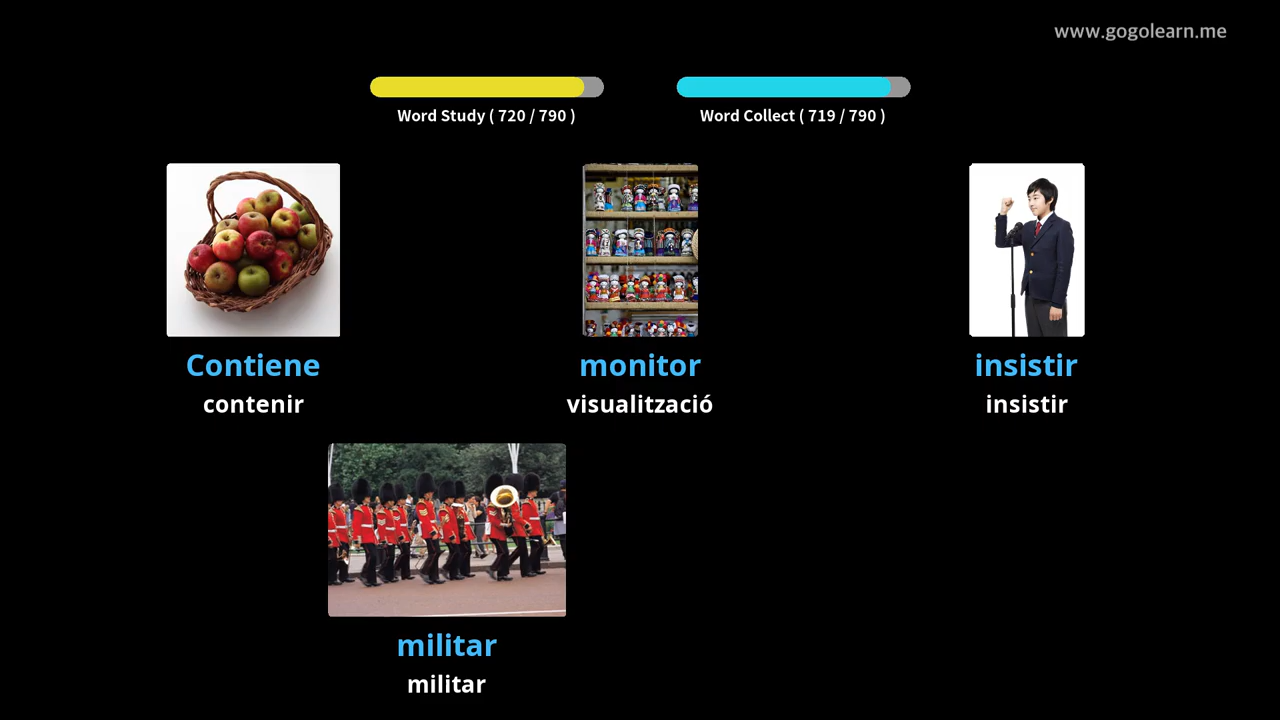 www.gogolearn.me
Word Study ( 720 / 790 )
Word Collect ( 719 / 790 )
Contiene
contenir
monitor
visualització
insistir
insistir
militar
militar